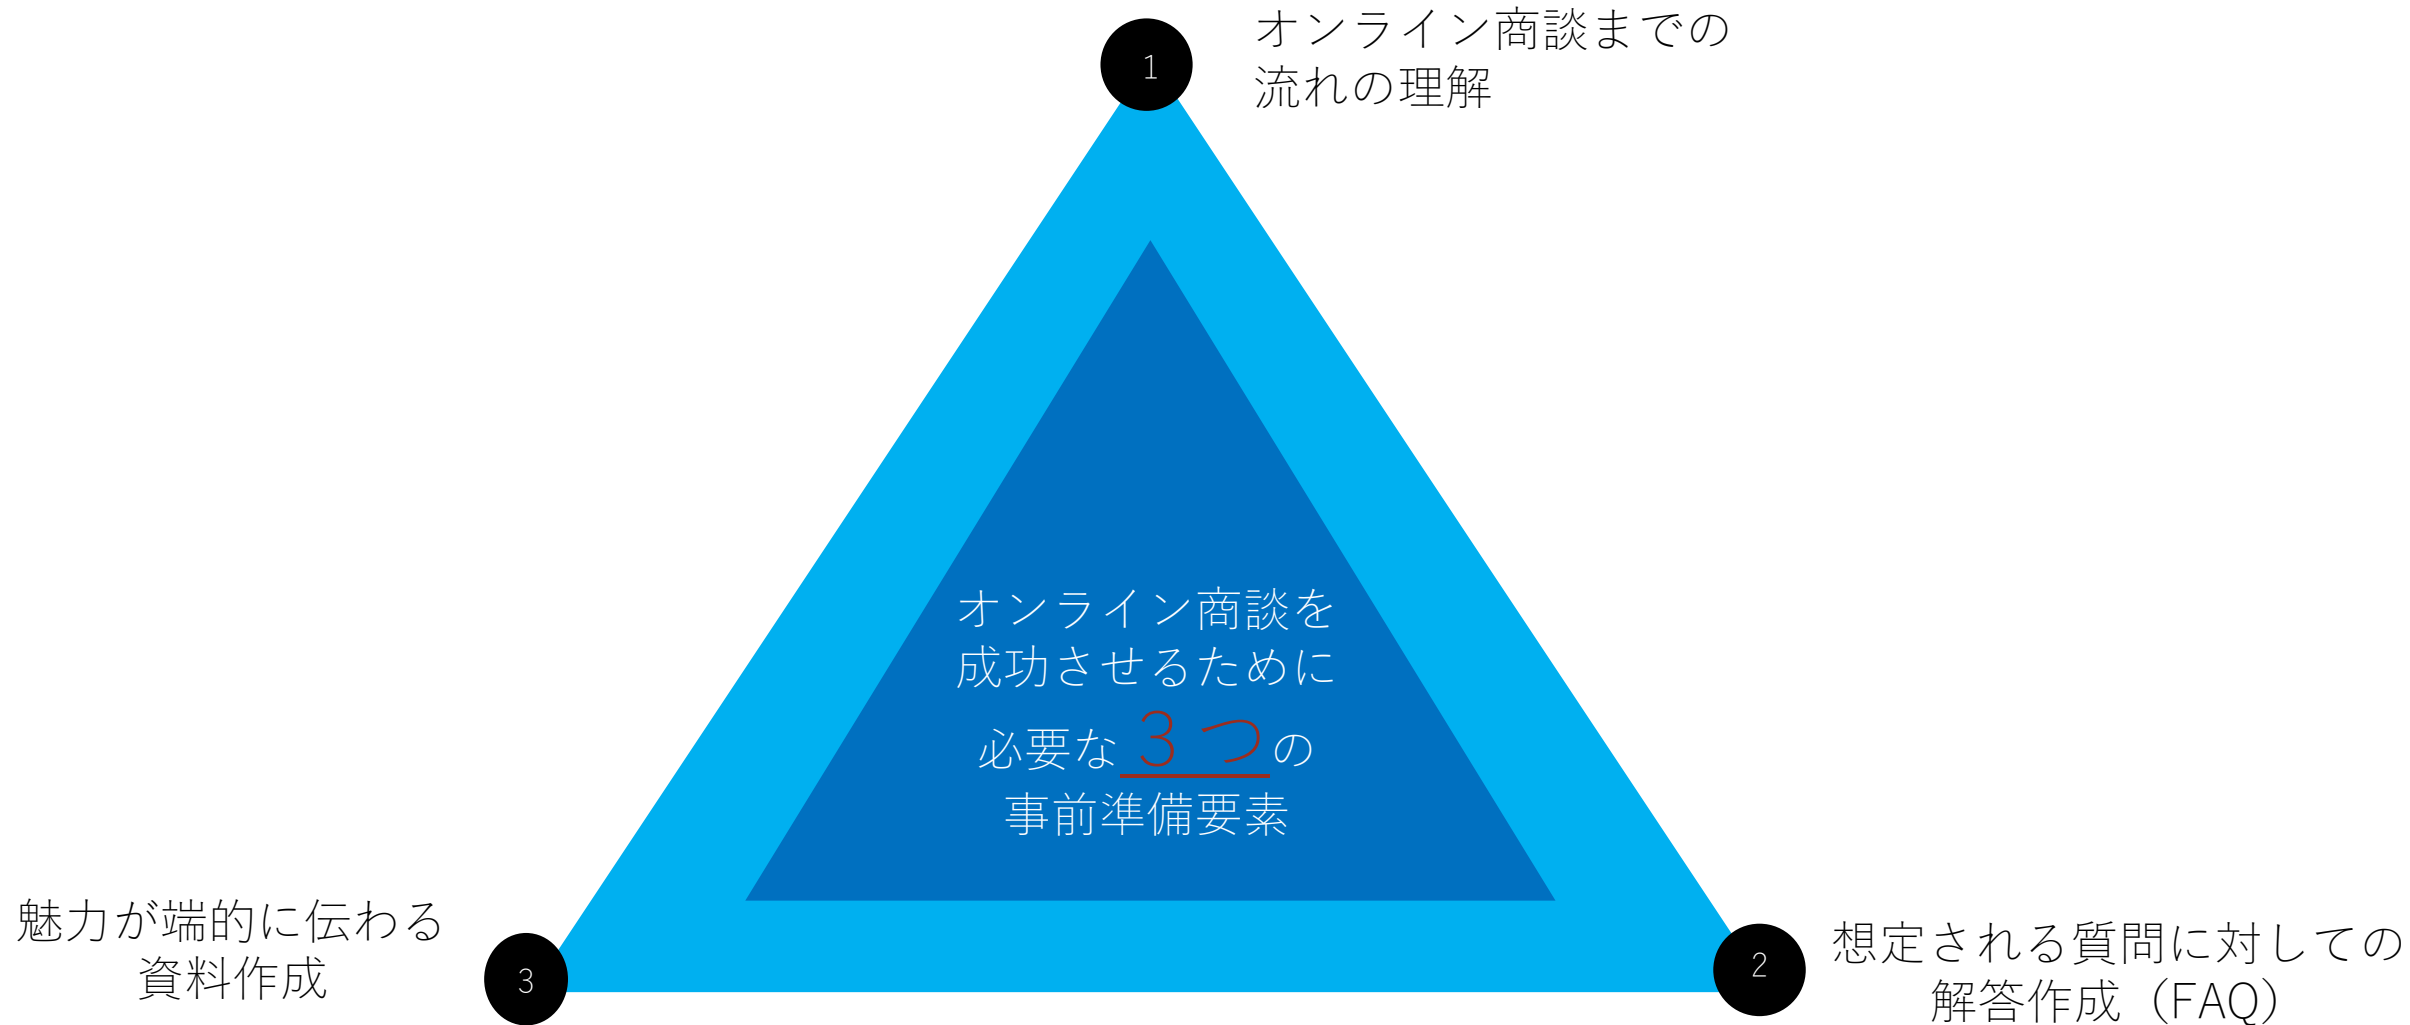 1
オンライン商談までの
流れの理解
オンライン商談を
成功させるために
必要な３つの
事前準備要素
2
想定される質問に対しての
解答作成（FAQ）
3
魅力が端的に伝わる
資料作成